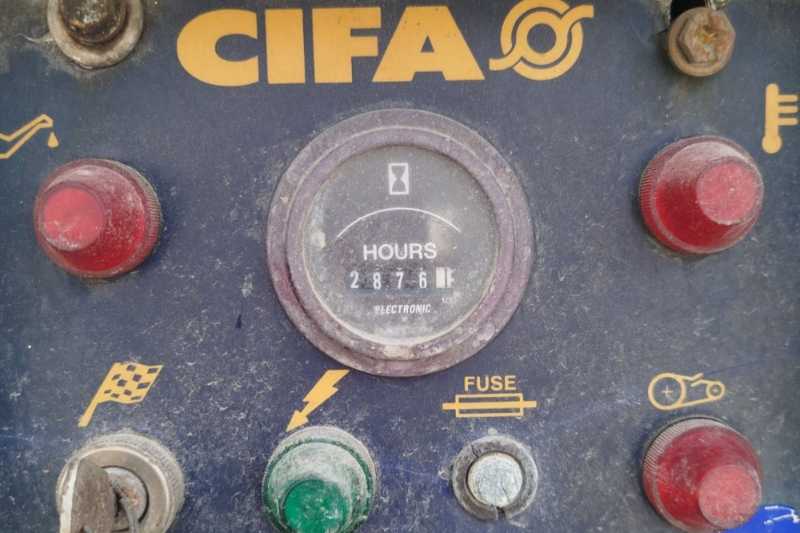 CIFA
HOURS
2876
ELECTRONIC
FUSE